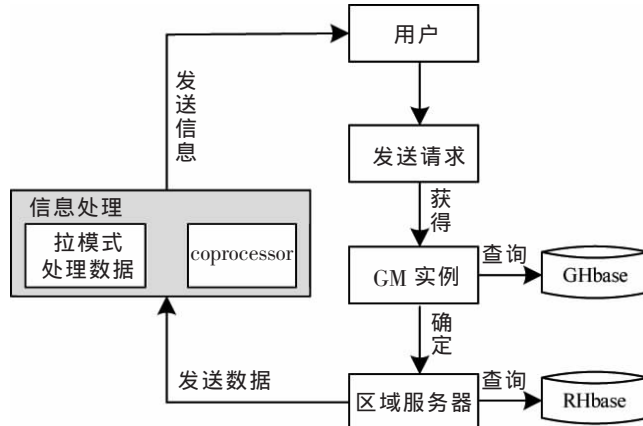 用户
发送信息
发送请求
获得
信息处理
拉模式
处理数据
coprocessor
GM 实例
查询
GHbase
确定
发送数据
区域服务器
查询
RHbase